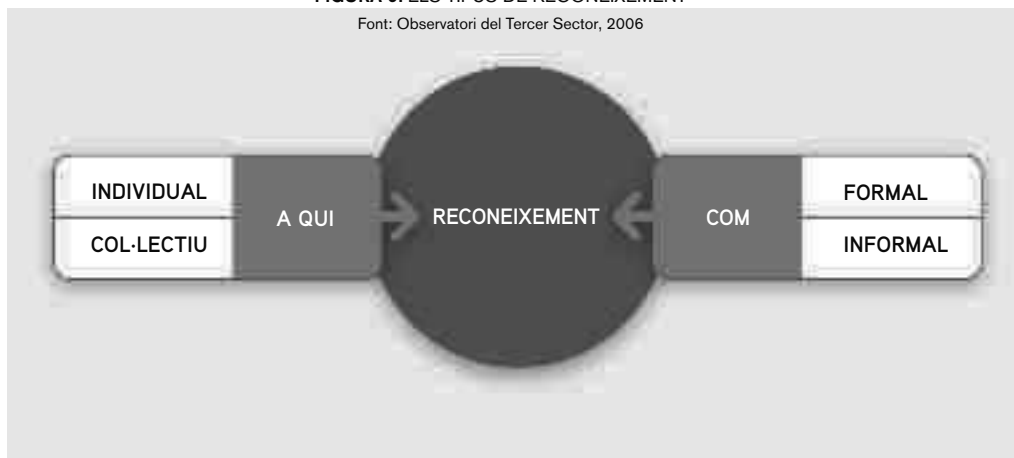 Font: Observatori del Tercer Sector, 2006
INDIVIDUAL
COL·LECTIU
A QUI
RECONEIXEMENT
COM
FORMAL
INFORMAL